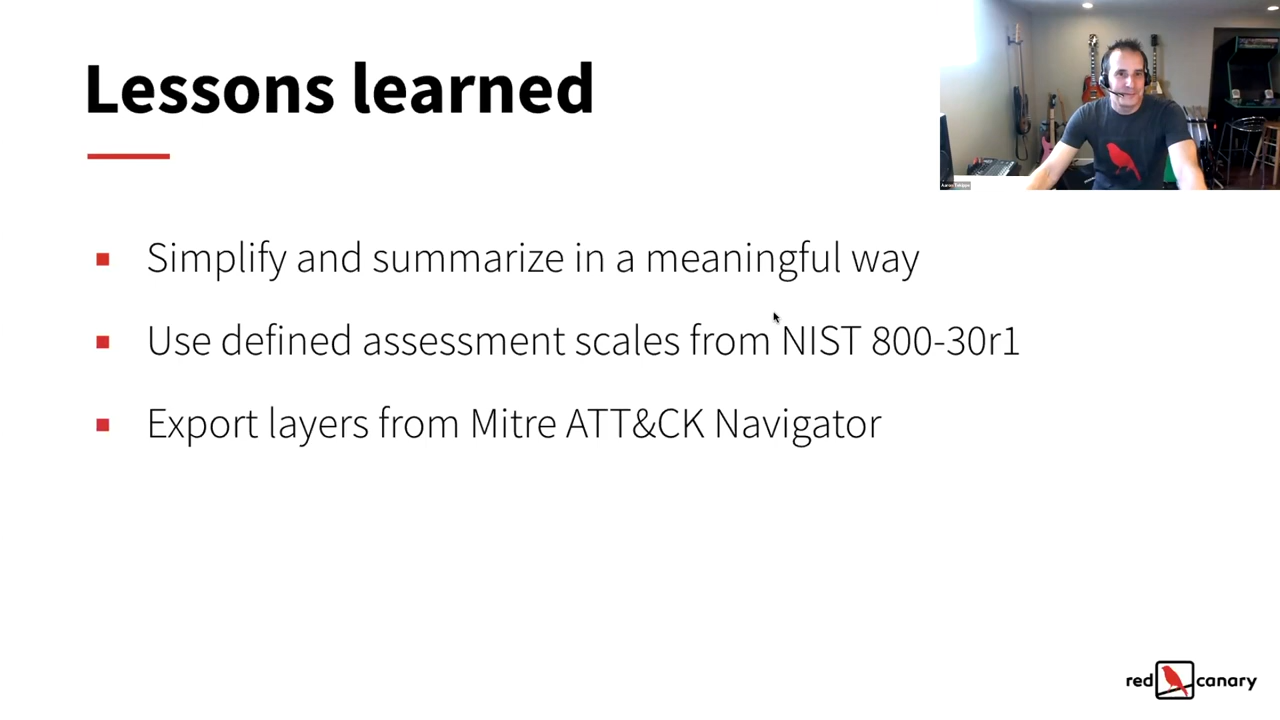 Lessons learned
Simplify and summarize in a meaningful way
Use defined assessment scales from NIST 800-30r1
Export layers from Mitre ATT&CK Navigator
red canary